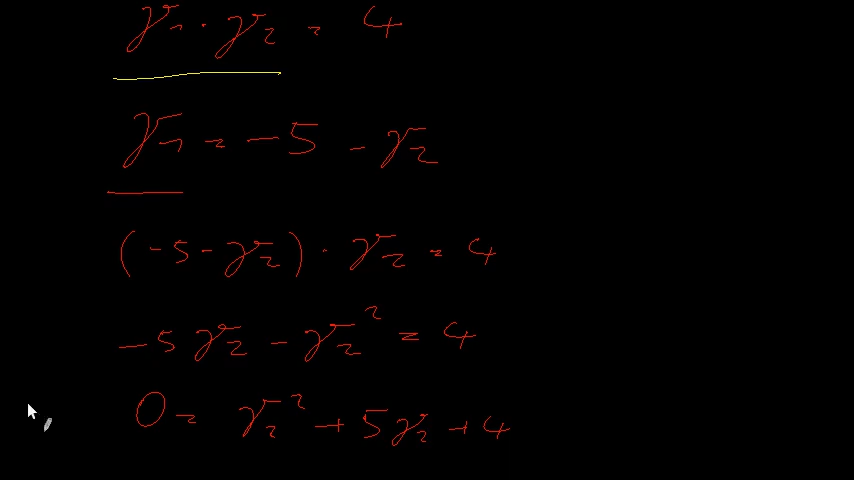 γ₁ · γ₂ = 4
γ₁ = -5 - γ₂
(-5 - γ₂) · γ₂ = 4
-5γ₂ - γ₂² = 4
0 = γ₂² + 5γ₂ + 4